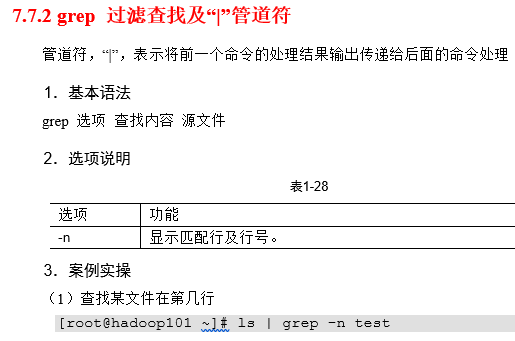 7.7.2 grep 过滤查找及“|”管道符
管道符，“|”，表示将前一个命令的处理结果输出传递给后面的命令处理
1．基本语法
grep 选项 查找内容 源文件
2．选项说明
表1-28
选项 功能
-n 显示匹配行及行号。
3．案例实操
（1）查找某文件在第几行
[root@hadoop101 ~]# ls | grep -n test